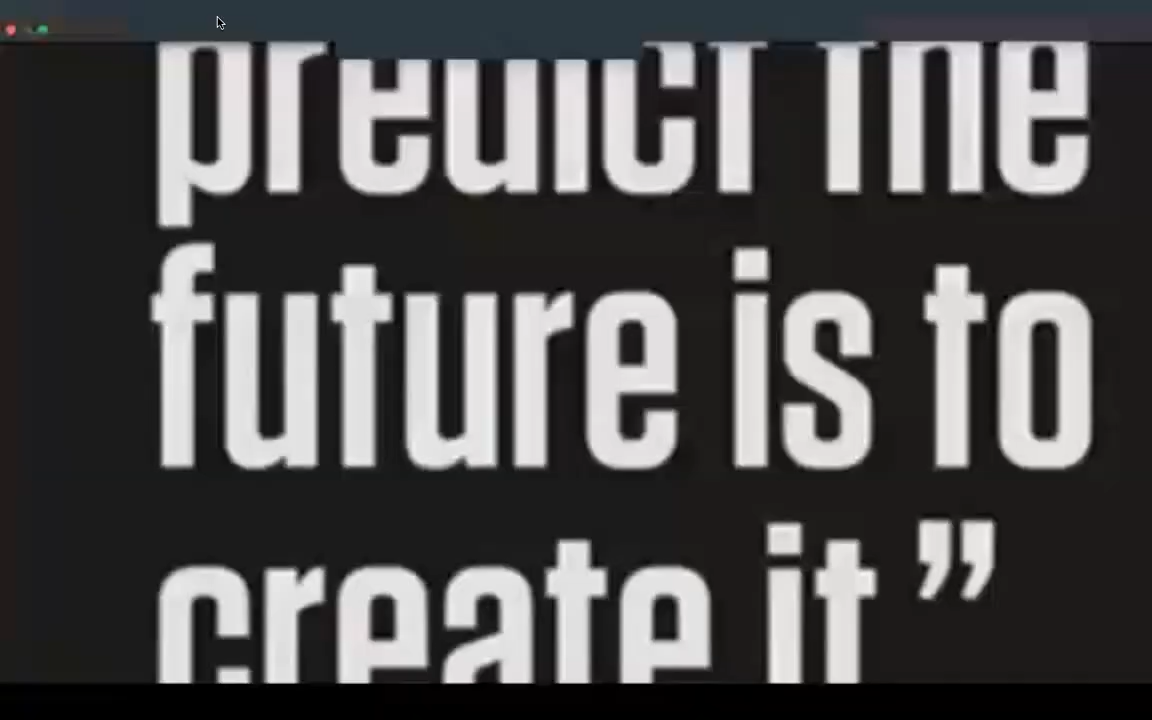 predict the
future is to
create it”